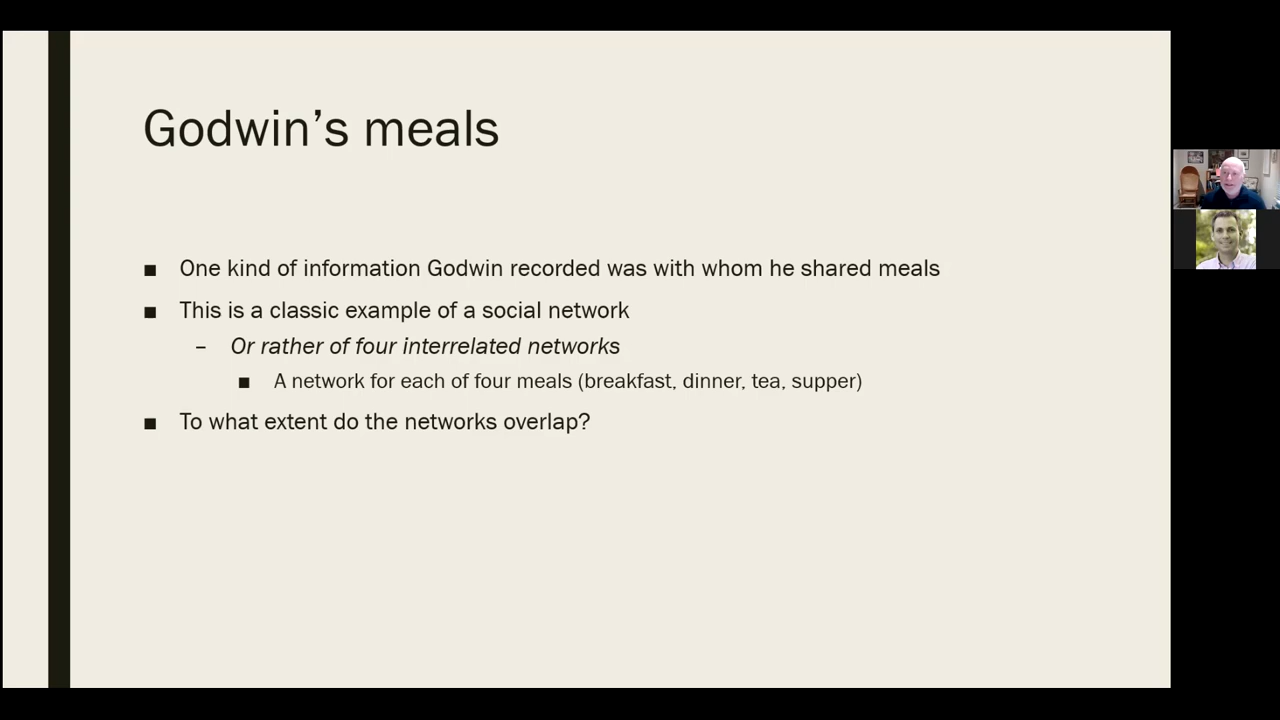 Godwin’s meals
■ One kind of information Godwin recorded was with whom he shared meals
■ This is a classic example of a social network
– Or rather of four interrelated networks
■ A network for each of four meals (breakfast, dinner, tea, supper)
■ To what extent do the networks overlap?